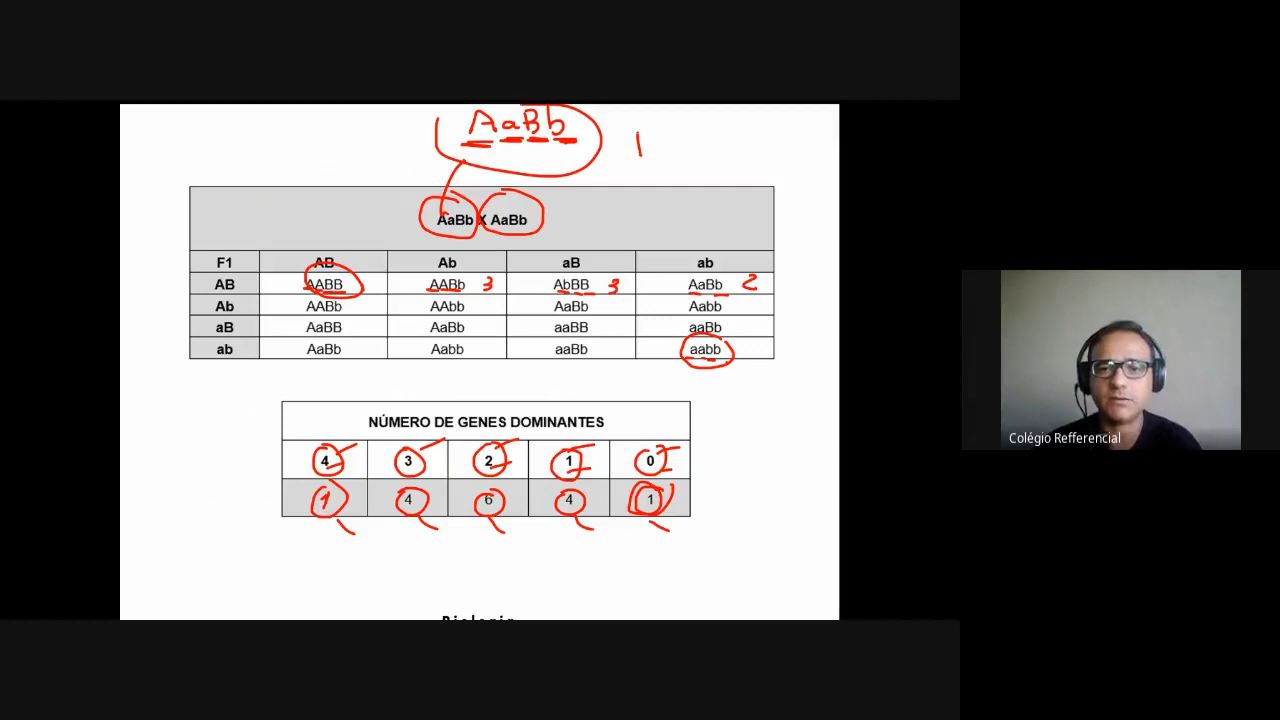 AaBb
AaBb X AaBb
F1 AB Ab aB ab
AB AABB AABb 3 AbBB 3 AaBb 2
Ab AABb AAbb AaBb Aabb
aB AaBB AaBb aaBB aaBb
ab AaBb Aabb aaBb aabb
NÚMERO DE GENES DOMINANTES
4 3 2 1 0
1 4 6 4 1
Colégio Refferencial